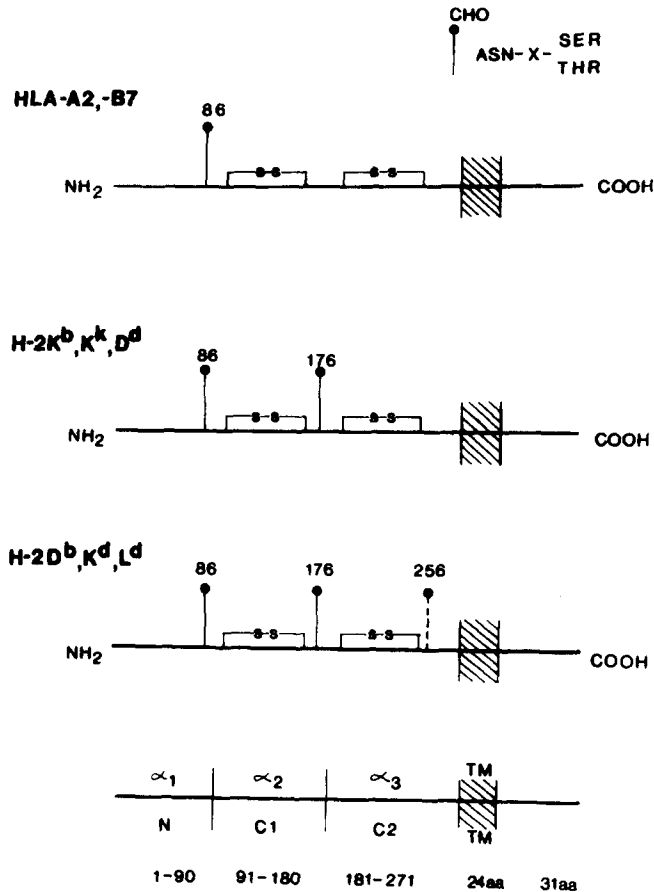 CHO
ASN-X-SER
THR
HLA-A2,-B7
86
s-s s-s
NH₂ COOH
H-2Kᵇ,Kᵏ,Dᵈ
86 176
s-s s-s
NH₂ COOH
H-2Dᵇ,Kᵈ,Lᵈ
86 176 256
s-s s-s
NH₂ COOH
α₁ α₂ α₃ TM
N C1 C2 TM
1-90 91-180 181-271 24aa 31aa